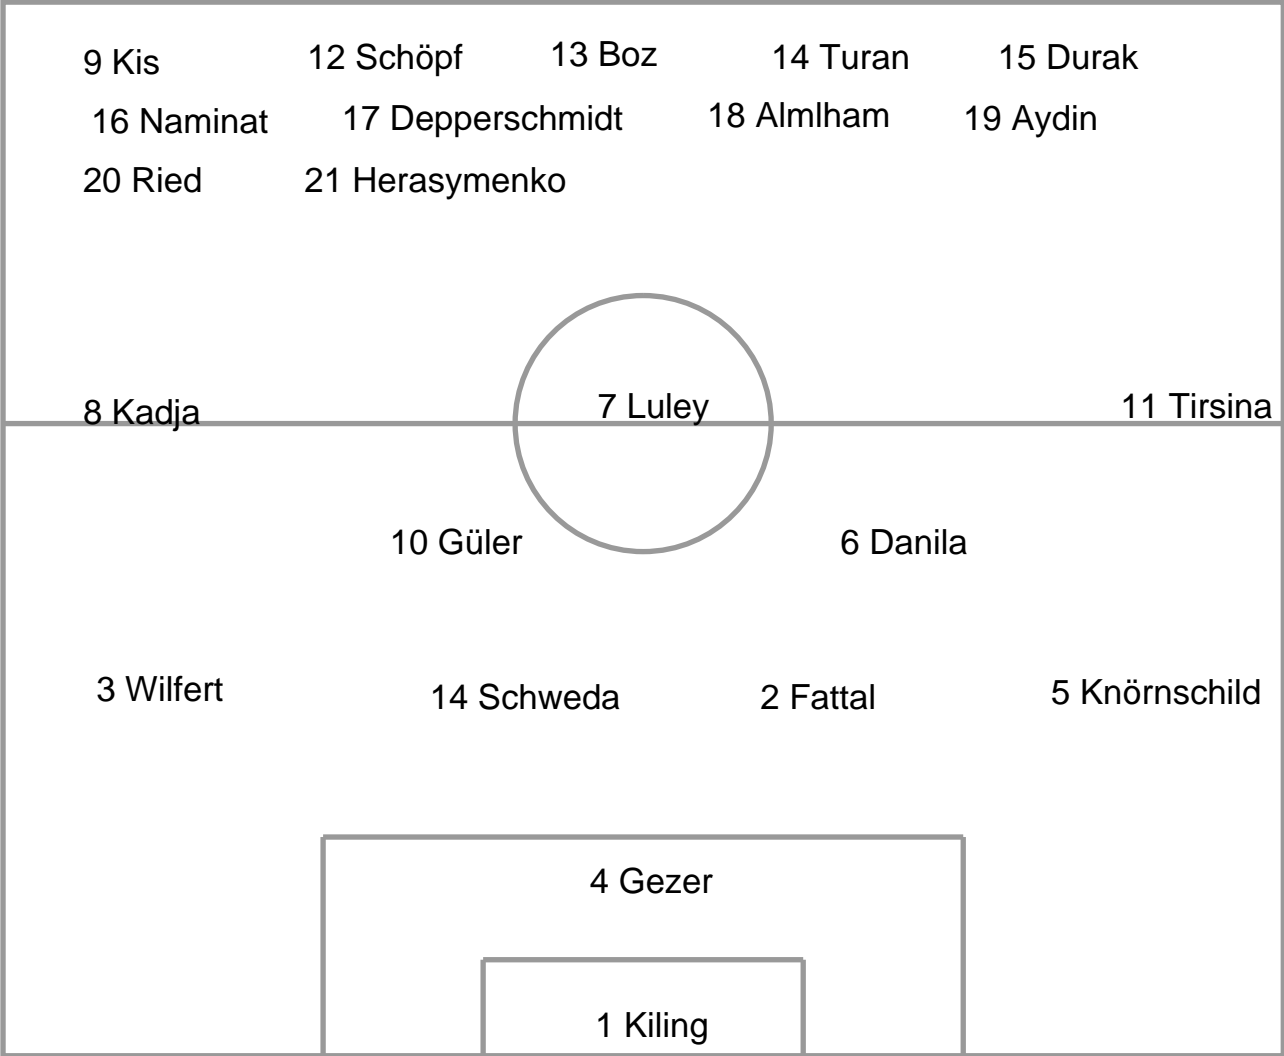 9 Kis 12 Schöpf 13 Boz 14 Turan 15 Durak
16 Naminat 17 Depperschmidt 18 Almlham 19 Aydin
20 Ried 21 Herasymenko
8 Kadja 7 Luley 11 Tirsina
10 Güler 6 Danila
3 Wilfert 14 Schweda 2 Fattal 5 Knörnschild
4 Gezer
1 Kiling